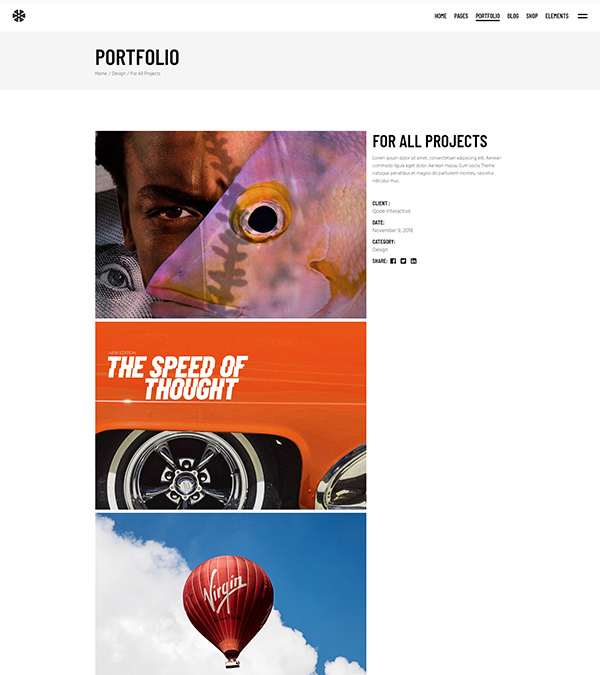 HOME PAGES PORTFOLIO BLOG SHOP ELEMENTS
PORTFOLIO
Home / Design / For All Projects
FOR ALL PROJECTS
Lorem ipsum dolor sit amet, consectetuer adipiscing elit. Aenean
commodo ligula eget dolor. Aenean massa. Cum sociis Theme
natoque penatibus et magnis dis parturient montes, nascetur
ridiculus mus.
CLIENT :
Qode Interactive
DATE:
November 9, 2018
CATEGORY:
Design
SHARE:
NEW EDITION
THE SPEED OF
THOUGHT
Virgin